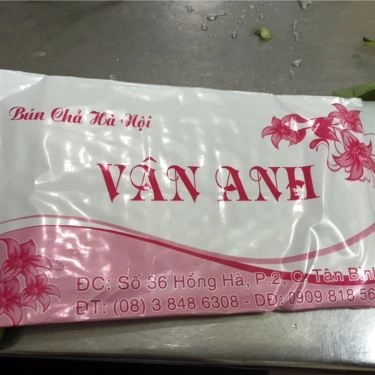 Bún Chả Hà Nội
VÂN ANH
ĐC: Số 36 Hồng Hà, P.2, Q. Tân Bình
ĐT: (08) 3 848 6308 - DĐ: 0909 818 56